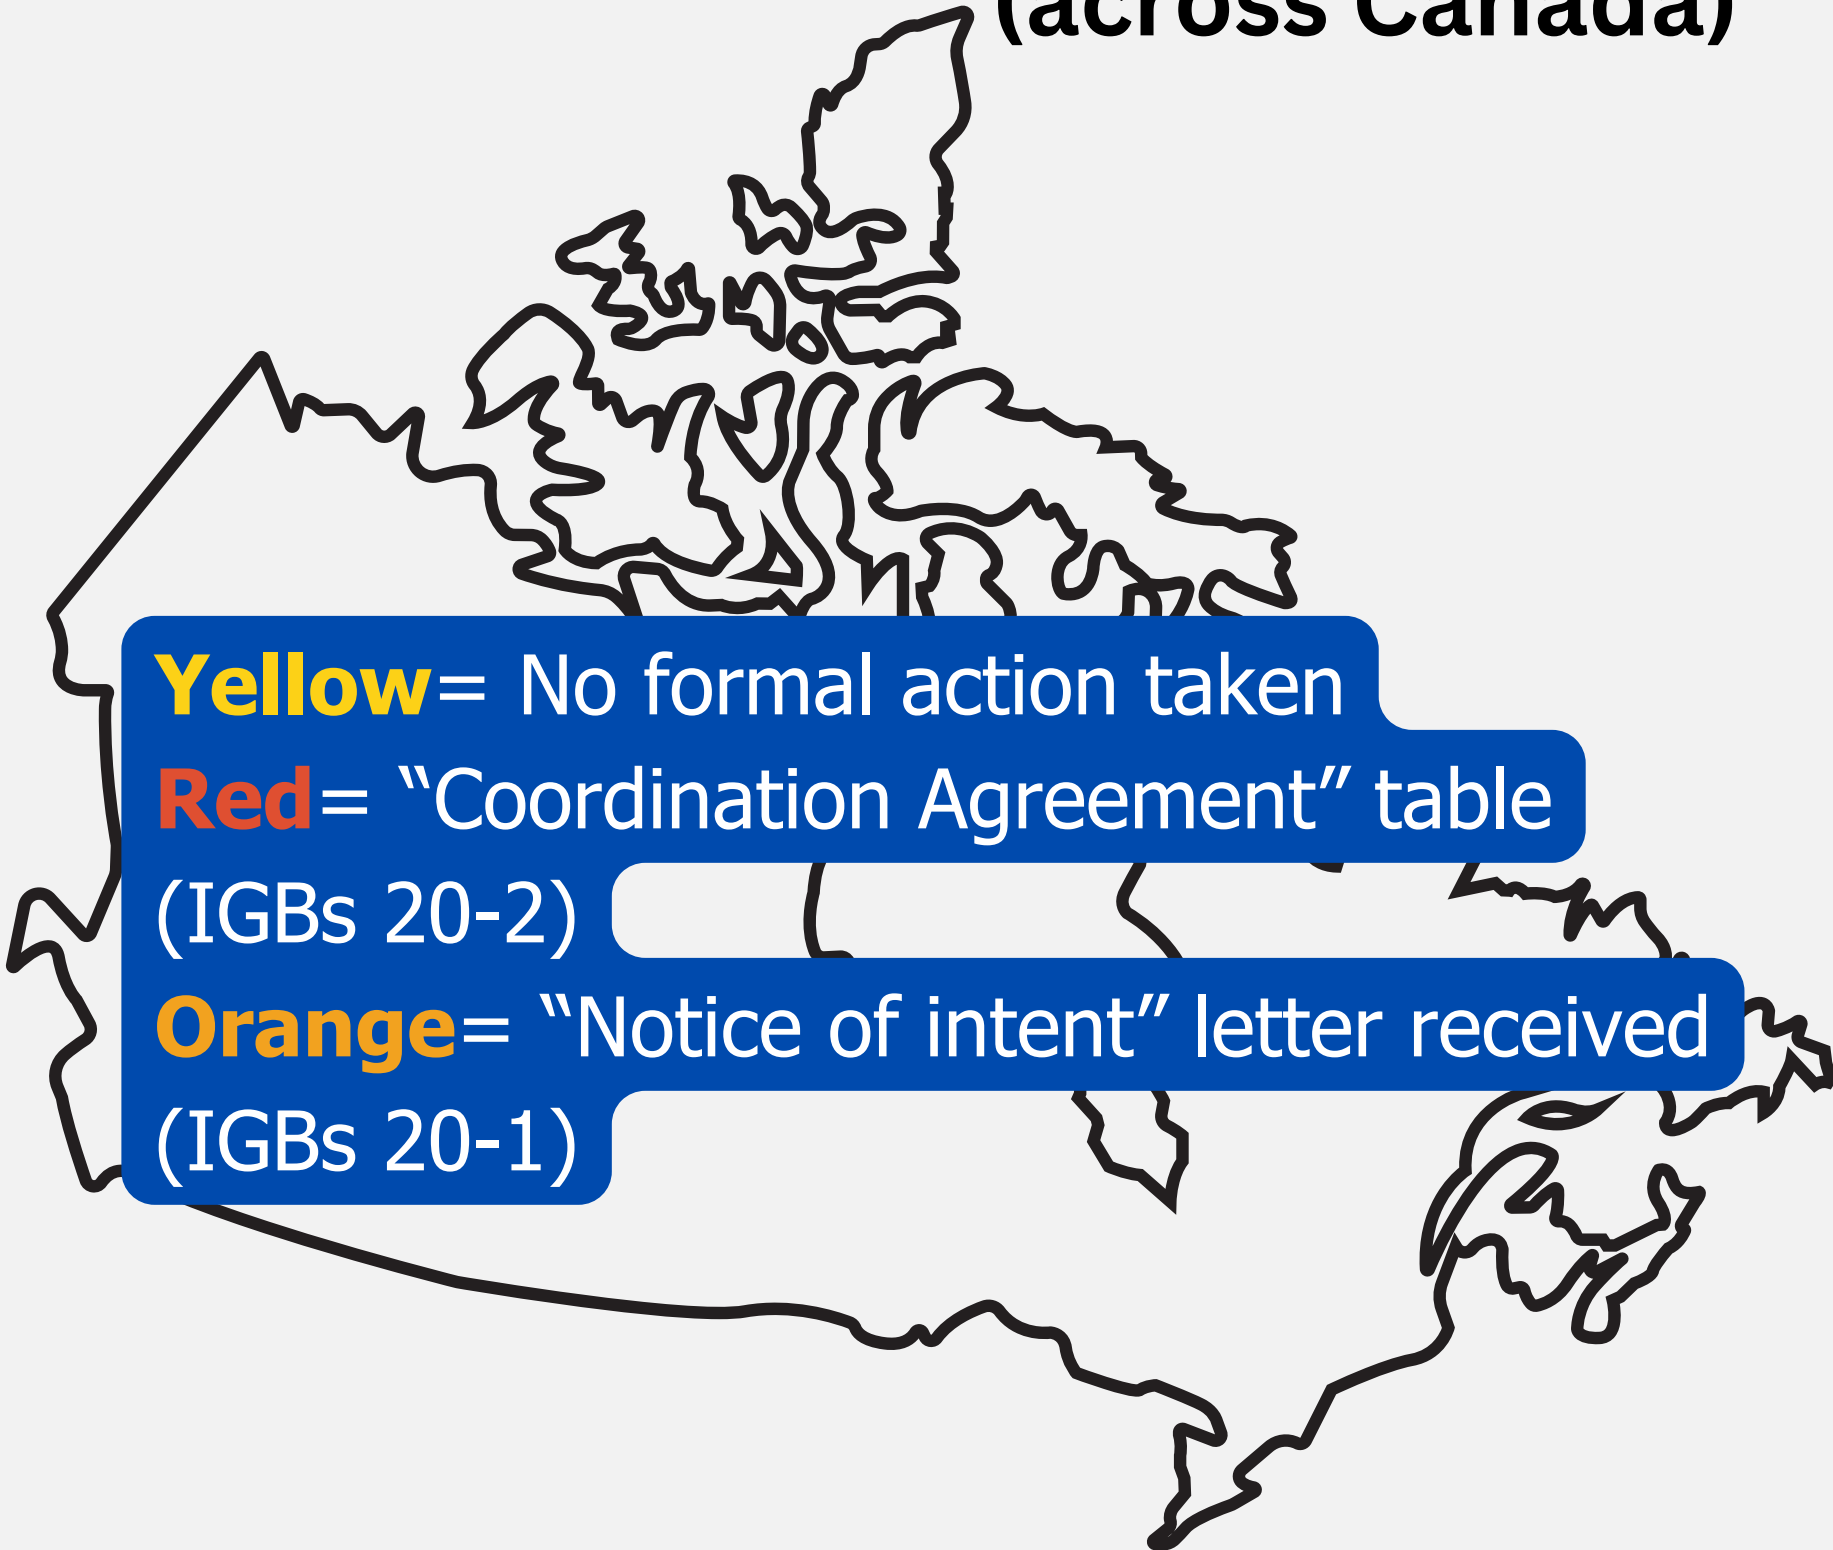 (across Canada)
Yellow= No formal action taken
Red= “Coordination Agreement” table
(IGBs 20-2)
Orange= “Notice of intent” letter received
(IGBs 20-1)